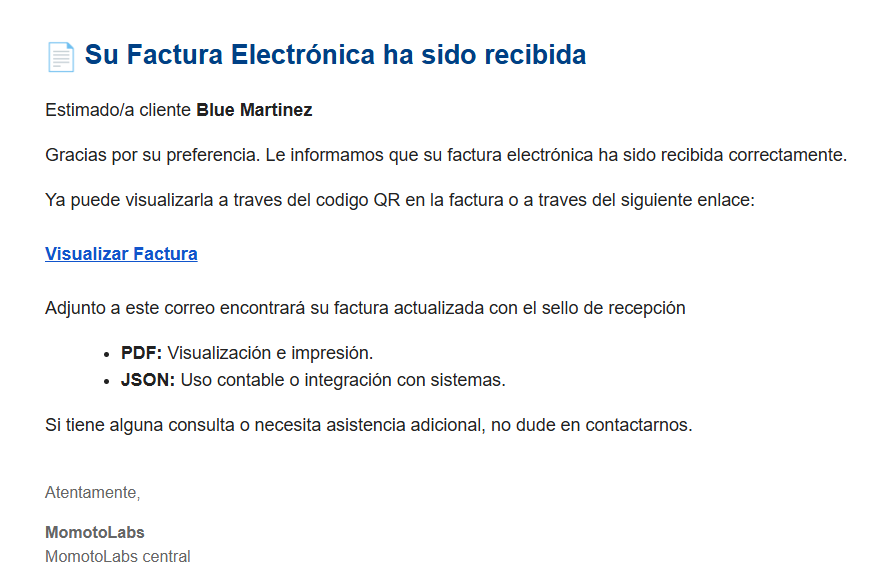 Su Factura Electrónica ha sido recibida
Estimado/a cliente Blue Martinez
Gracias por su preferencia. Le informamos que su factura electrónica ha sido recibida correctamente.
Ya puede visualizarla a traves del codigo QR en la factura o a traves del siguiente enlace:
Visualizar Factura
Adjunto a este correo encontrará su factura actualizada con el sello de recepción
• PDF: Visualización e impresión.
• JSON: Uso contable o integración con sistemas.
Si tiene alguna consulta o necesita asistencia adicional, no dude en contactarnos.
Atentamente,
MomotoLabs
MomotoLabs central